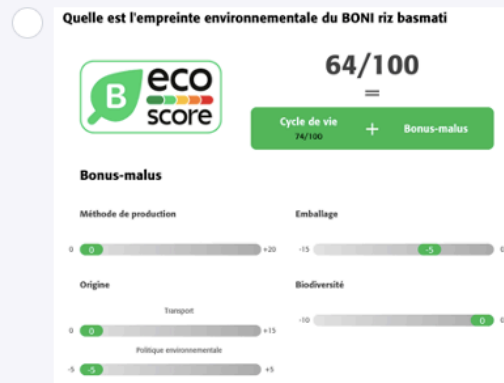 Quelle est l'empreinte environnementale du BONI riz basmati
B
eco
score
64/100
=
Cycle de vie
74/100
+
Bonus-malus
Bonus-malus
Méthode de production
0 0 +20
Emballage
-15 -5 0
Origine
Transport
0 0 +15
Politique environnementale
-5 -5 +5
Biodiversité
-10 0 0